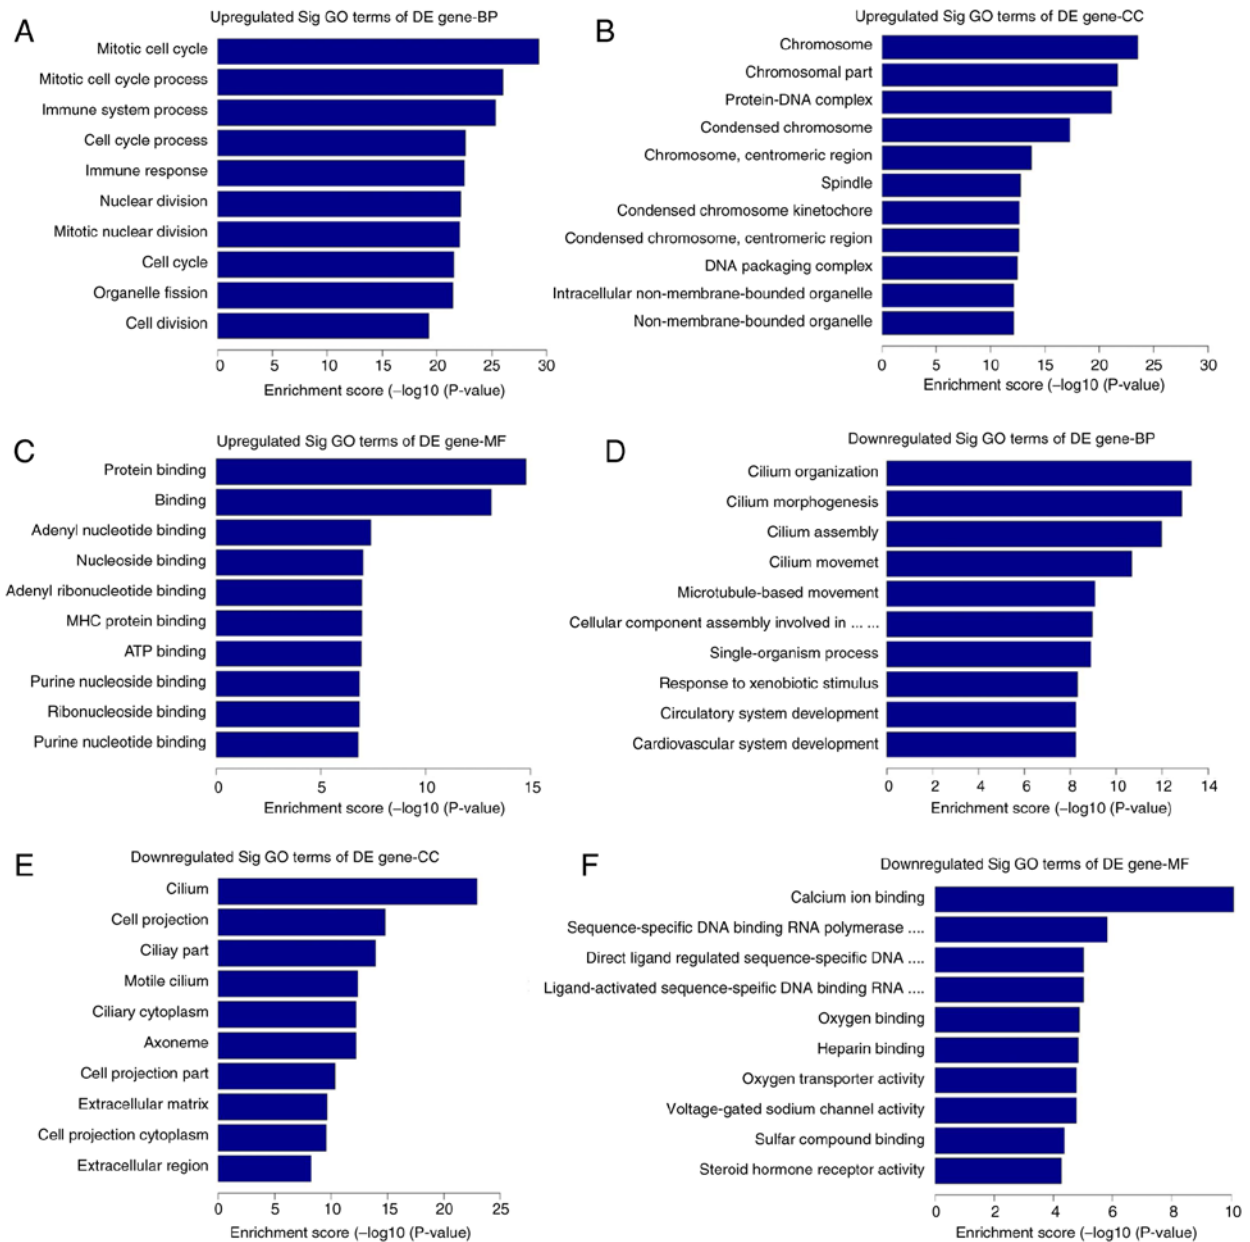 A
Upregulated Sig GO terms of DE gene-BP
Mitotic cell cycle
Mitotic cell cycle process
Immune system process
Cell cycle process
Immune response
Nuclear division
Mitotic nuclear division
Cell cycle
Organelle fission
Cell division
0 5 10 15 20 25 30
Enrichment score (−log10 (P-value)
B
Upregulated Sig GO terms of DE gene-CC
Chromosome
Chromosomal part
Protein-DNA complex
Condensed chromosome
Chromosome, centromeric region
Spindle
Condensed chromosome kinetochore
Condensed chromosome, centromeric region
DNA packaging complex
Intracellular non-membrane-bounded organelle
Non-membrane-bounded organelle
0 5 10 15 20 25 30
Enrichment score (−log10 (P-value)
C
Upregulated Sig GO terms of DE gene-MF
Protein binding
Binding
Adenyl nucleotide binding
Nucleoside binding
Adenyl ribonucleotide binding
MHC protein binding
ATP binding
Purine nucleoside binding
Ribonucleoside binding
Purine nucleotide binding
0 5 10 15
Enrichment score (−log10 (P-value)
D
Downregulated Sig GO terms of DE gene-BP
Cilium organization
Cilium morphogenesis
Cilium assembly
Cilium movemet
Microtubule-based movement
Cellular component assembly involved in ... ...
Single-organism process
Response to xenobiotic stimulus
Circulatory system development
Cardiovascular system development
0 2 4 6 8 10 12 14
Enrichment score (−log10 (P-value)
E
Downregulated Sig GO terms of DE gene-CC
Cilium
Cell projection
Ciliay part
Motile cilium
Ciliary cytoplasm
Axoneme
Cell projection part
Extracellular matrix
Cell projection cytoplasm
Extracellular region
0 5 10 15 20 25
Enrichment score (−log10 (P-value)
F
Downregulated Sig GO terms of DE gene-MF
Calcium ion binding
Sequence-specific DNA binding RNA polymerase ....
Direct ligand regulated sequence-specific DNA ....
Ligand-activated sequence-speific DNA binding RNA ....
Oxygen binding
Heparin binding
Oxygen transporter activity
Voltage-gated sodium channel activity
Sulfar compound binding
Steroid hormone receptor activity
0 2 4 6 8 10
Enrichment score (−log10 (P-value)